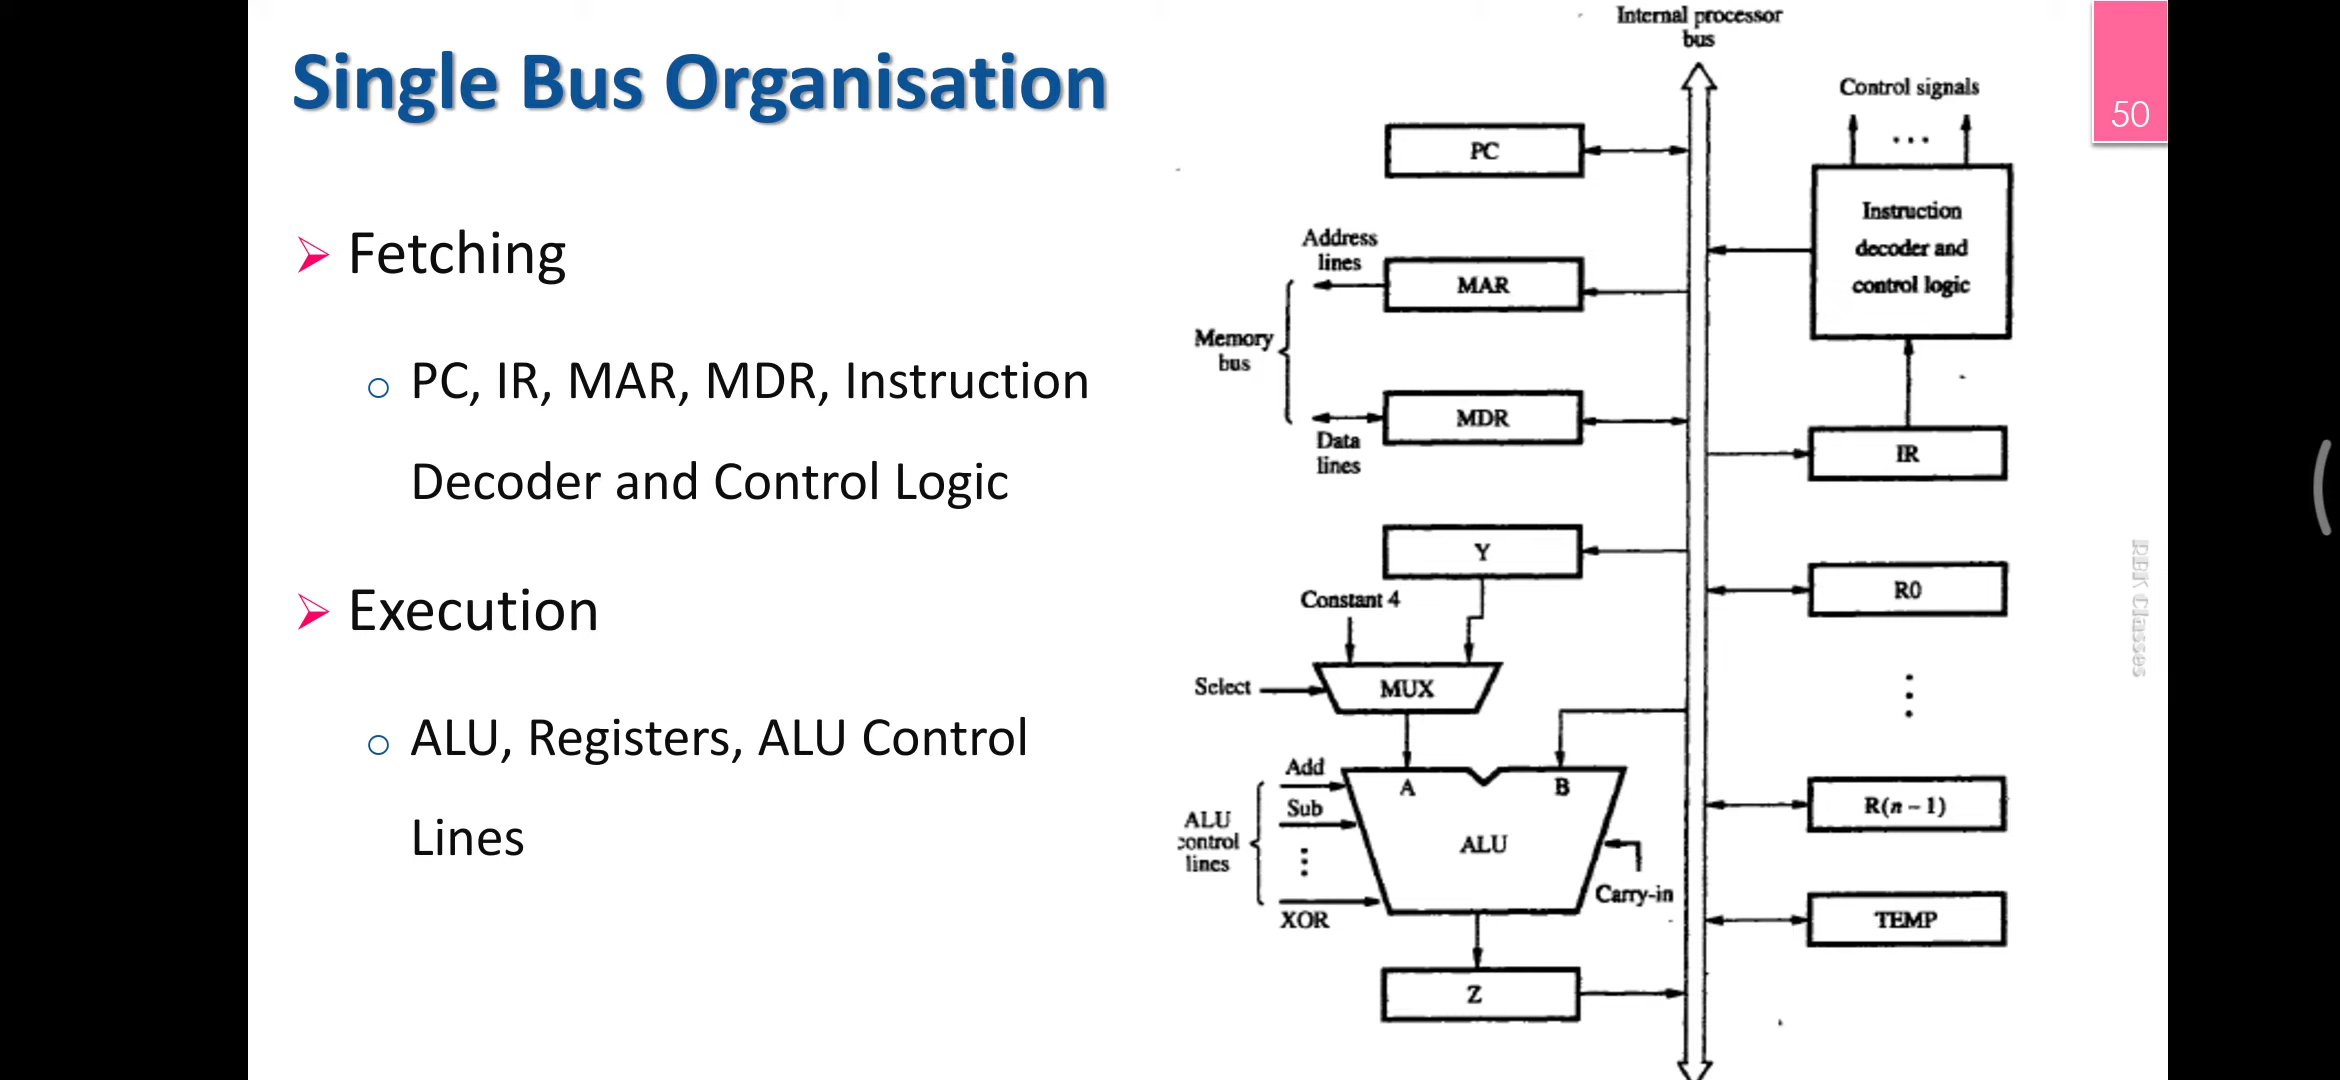 Single Bus Organisation
Fetching
PC, IR, MAR, MDR, Instruction
Decoder and Control Logic
Execution
ALU, Registers, ALU Control
Lines
Internal processor
bus
Control signals
...
50
PC
Instruction
decoder and
control logic
Address
lines
MAR
Memory
bus
MDR
Data
lines
IR
Y
Constant 4
R0
Select
MUX
Add
A
B
Sub
ALU
control
lines
ALU
R(n - 1)
Carry-in
XOR
TEMP
Z
RBK Classes